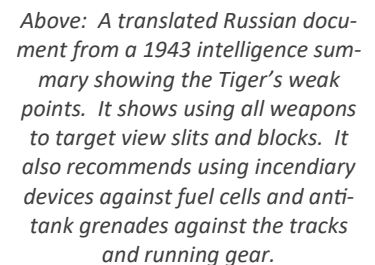 Above:  A translated Russian docu-
ment from a 1943 intelligence sum-
mary showing the Tiger’s weak
points.  It shows using all weapons
to target view slits and blocks.  It
also recommends using incendiary
devices against fuel cells and anti-
tank grenades against the tracks
and running gear.